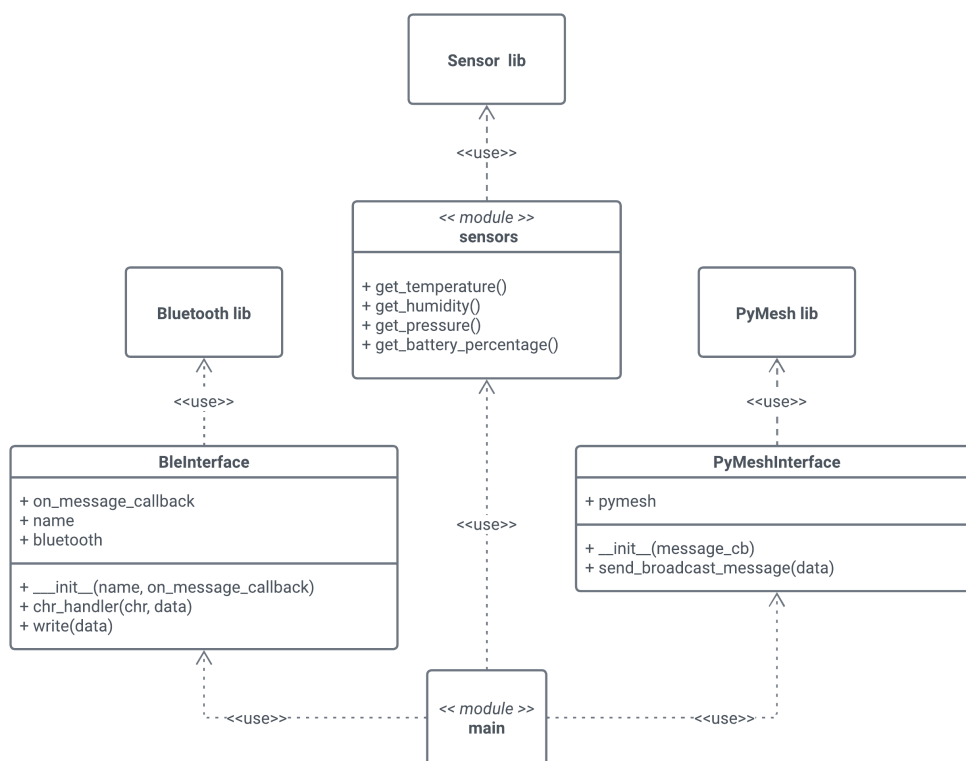 Sensor lib
<<use>>
<< module >>
sensors
+ get_temperature()
+ get_humidity()
+ get_pressure()
+ get_battery_percentage()
Bluetooth lib
PyMesh lib
<<use>>
<<use>>
BleInterface
+ on_message_callback
+ name
+ bluetooth
+ ___init__(name, on_message_callback)
+ chr_handler(chr, data)
+ write(data)
<<use>>
PyMeshInterface
+ pymesh
+ __init__(message_cb)
+ send_broadcast_message(data)
<<use>>
<< module >>
main
<<use>>